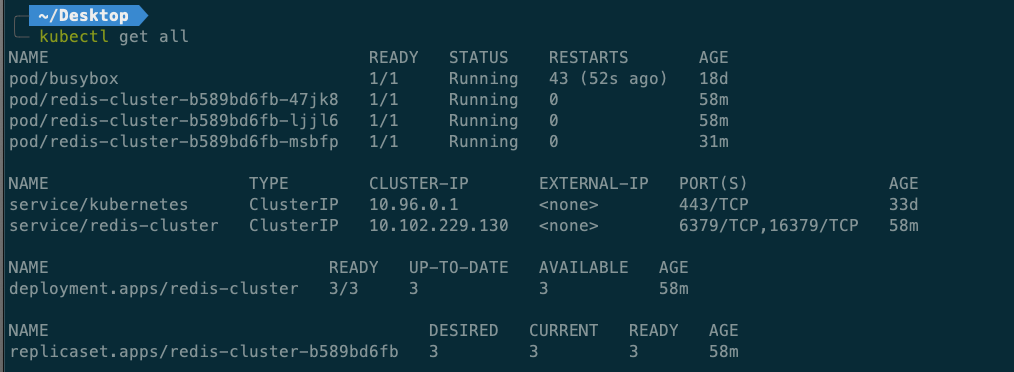 ~/Desktop
kubectl get all
NAME READY STATUS RESTARTS AGE
pod/busybox 1/1 Running 43 (52s ago) 18d
pod/redis-cluster-b589bd6fb-47jk8 1/1 Running 0 58m
pod/redis-cluster-b589bd6fb-ljjl6 1/1 Running 0 58m
pod/redis-cluster-b589bd6fb-msbfp 1/1 Running 0 31m
NAME TYPE CLUSTER-IP EXTERNAL-IP PORT(S) AGE
service/kubernetes ClusterIP 10.96.0.1 <none> 443/TCP 33d
service/redis-cluster ClusterIP 10.102.229.130 <none> 6379/TCP,16379/TCP 58m
NAME READY UP-TO-DATE AVAILABLE AGE
deployment.apps/redis-cluster 3/3 3 3 58m
NAME DESIRED CURRENT READY AGE
replicaset.apps/redis-cluster-b589bd6fb 3 3 3 58m